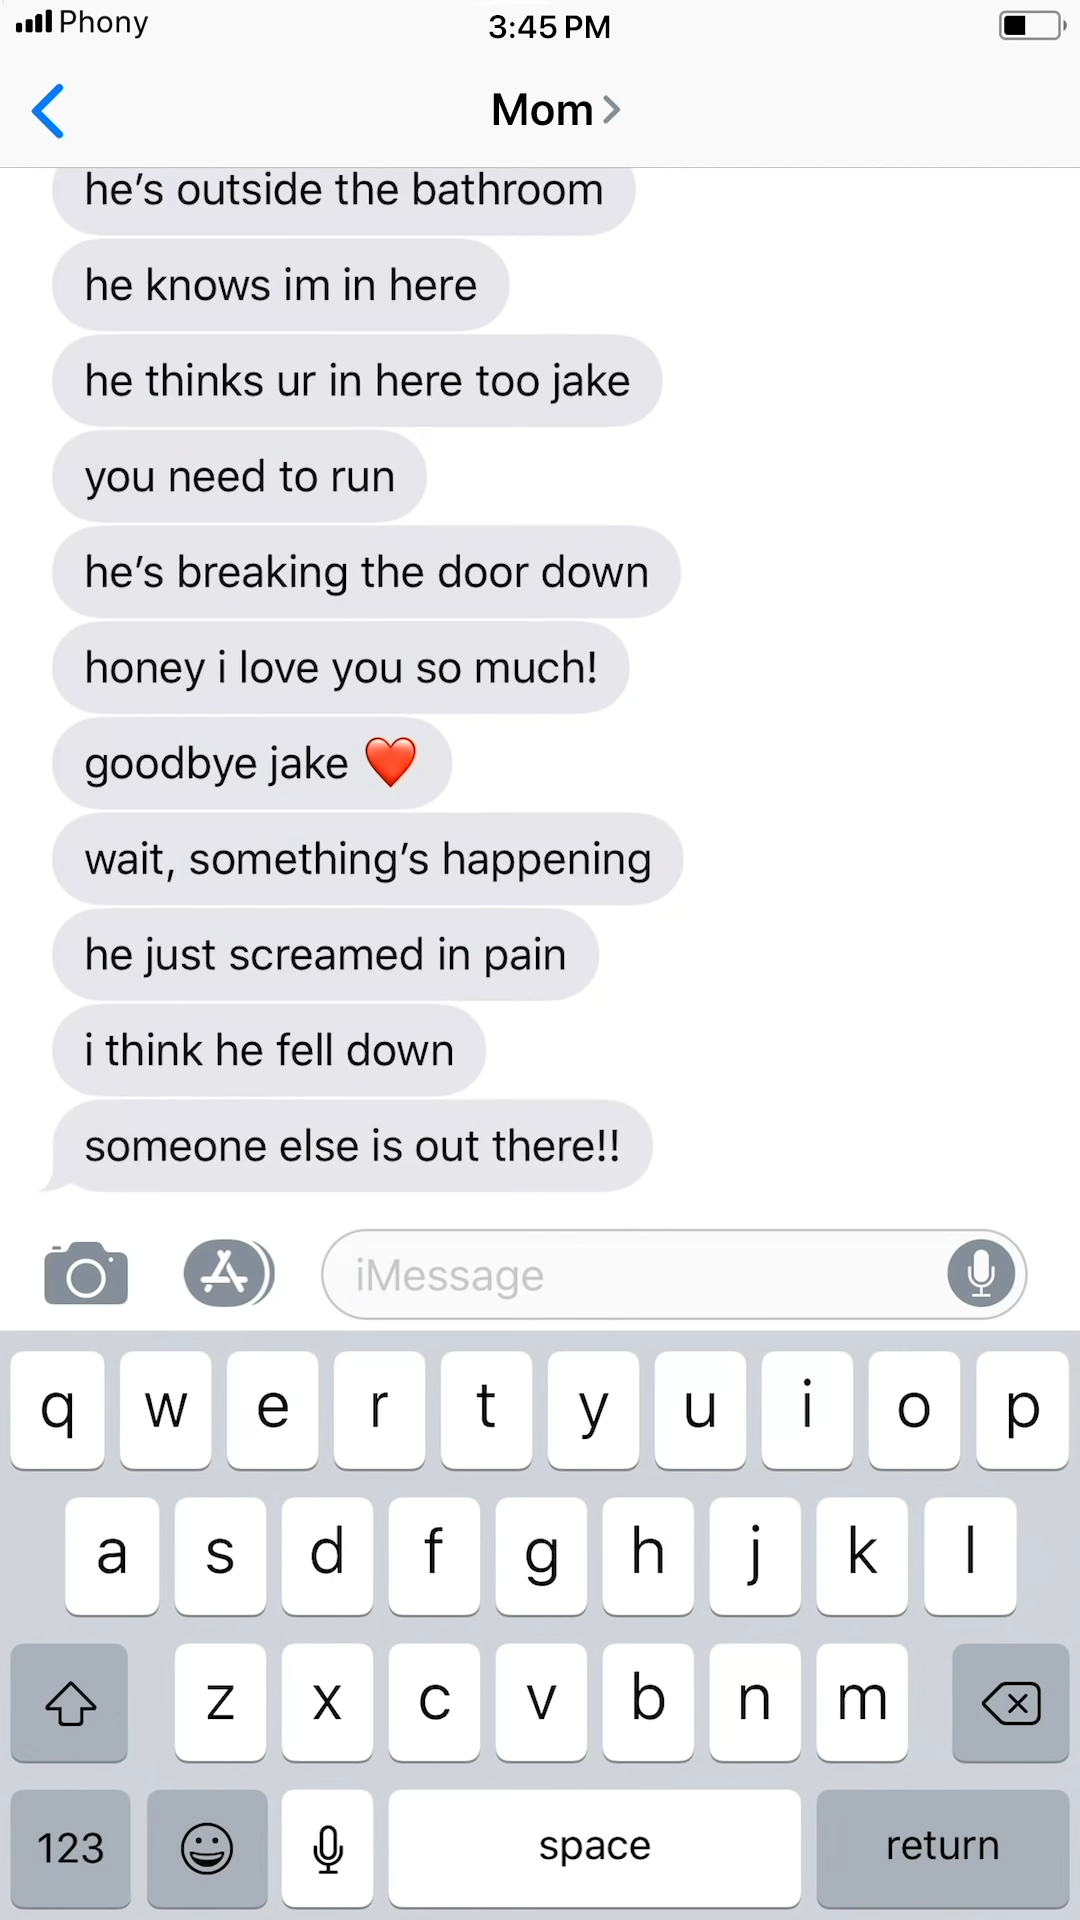 Phony
3:45 PM
Mom
he’s outside the bathroom
he knows im in here
he thinks ur in here too jake
you need to run
he’s breaking the door down
honey i love you so much!
goodbye jake ❤️
wait, something’s happening
he just screamed in pain
i think he fell down
someone else is out there!!
iMessage
q w e r t y u i o p
a s d f g h j k l
z x c v b n m
123 space return